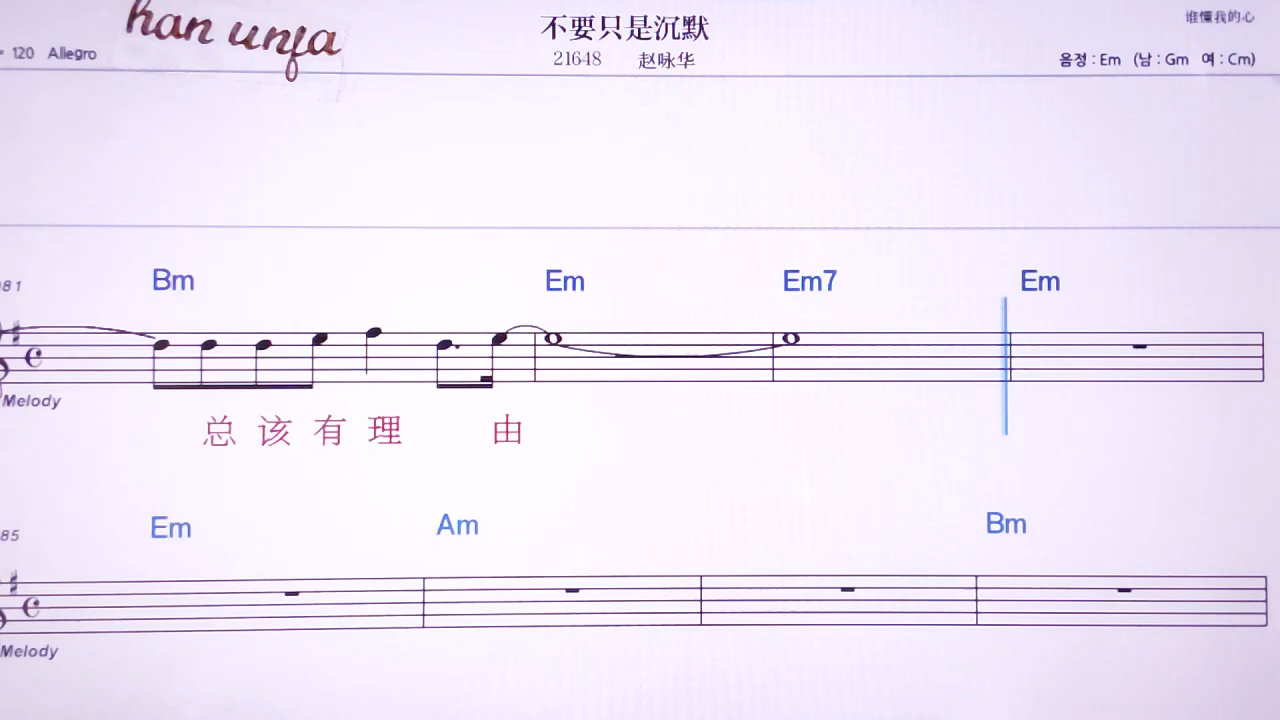 han unja
不要只是沉默
谁懂我的心
120 Allegro
21648 赵咏华
음정 : Em (남 : Gm 여 : Cm)
81
Bm Em Em7 Em
Melody
总 该 有 理 由
85
Em Am Bm
Melody